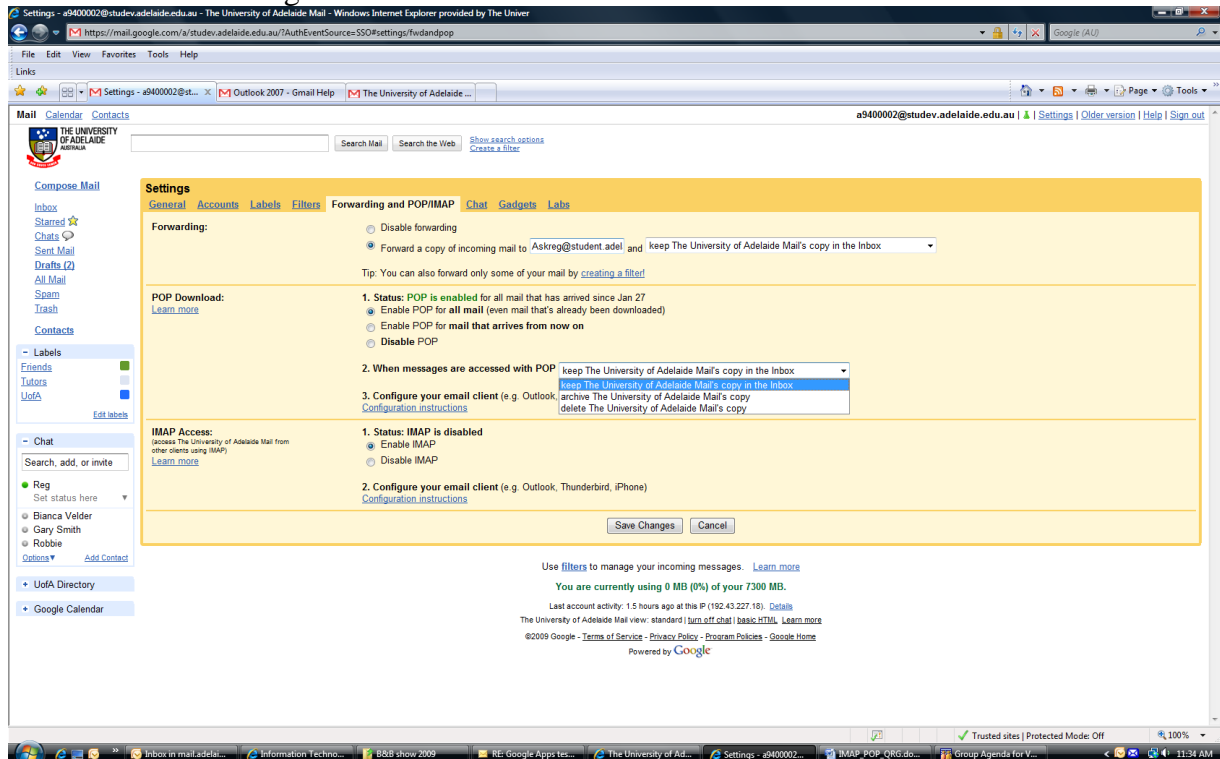 Settings - a9400002@studev.adelaide.edu.au - The University of Adelaide Mail - Windows Internet Explorer provided by The Univer
https://mail.google.com/a/studev.adelaide.edu.au/?AuthEventSource=SSO#settings/fwdandpop
Google (AU)
File Edit View Favorites Tools Help
Links
Settings - a9400002@st... x
Outlook 2007 - Gmail Help
The University of Adelaide ...
Page Tools
Mail Calendar Contacts
a9400002@studev.adelaide.edu.au | Settings | Older version | Help | Sign out
THE UNIVERSITY
OF ADELAIDE
AUSTRALIA
Search Mail Search the Web
Show search options
Create a filter
Compose Mail
Inbox
Starred
Chats
Sent Mail
Drafts (2)
All Mail
Spam
Trash
Contacts
- Labels
Friends
Tutors
UofA
Edit labels
- Chat
Search, add, or invite
Reg
Set status here
Bianca Velder
Gary Smith
Robbie
Options Add Contact
+ UofA Directory
+ Google Calendar
Settings
General Accounts Labels Filters Forwarding and POP/IMAP Chat Gadgets Labs
Forwarding:
Disable forwarding
Forward a copy of incoming mail to Askreg@student.adel and keep The University of Adelaide Mail's copy in the Inbox
Tip: You can also forward only some of your mail by creating a filter!
POP Download:
Learn more
1. Status: POP is enabled for all mail that has arrived since Jan 27
Enable POP for all mail (even mail that's already been downloaded)
Enable POP for mail that arrives from now on
Disable POP
2. When messages are accessed with POP keep The University of Adelaide Mail's copy in the Inbox
keep The University of Adelaide Mail's copy in the Inbox
archive The University of Adelaide Mail's copy
delete The University of Adelaide Mail's copy
3. Configure your email client (e.g. Outlook,
Configuration instructions
IMAP Access:
(access The University of Adelaide Mail from
other clients using IMAP)
Learn more
1. Status: IMAP is disabled
Enable IMAP
Disable IMAP
2. Configure your email client (e.g. Outlook, Thunderbird, iPhone)
Configuration instructions
Save Changes Cancel
Use filters to manage your incoming messages. Learn more
You are currently using 0 MB (0%) of your 7300 MB.
Last account activity: 1.5 hours ago at this IP (192.43.227.18). Details
The University of Adelaide Mail view: standard | turn off chat | basic HTML Learn more
©2009 Google - Terms of Service - Privacy Policy - Program Policies - Google Home
Powered by Google
Trusted sites | Protected Mode: Off 100%
Inbox in mail.adelai... Information Techno... B&B show 2009 RE: Google Apps tes... The University of Ad... Settings - a9400002... IMAP_POP_QRG.do... Group Agenda for V... 11:34 AM